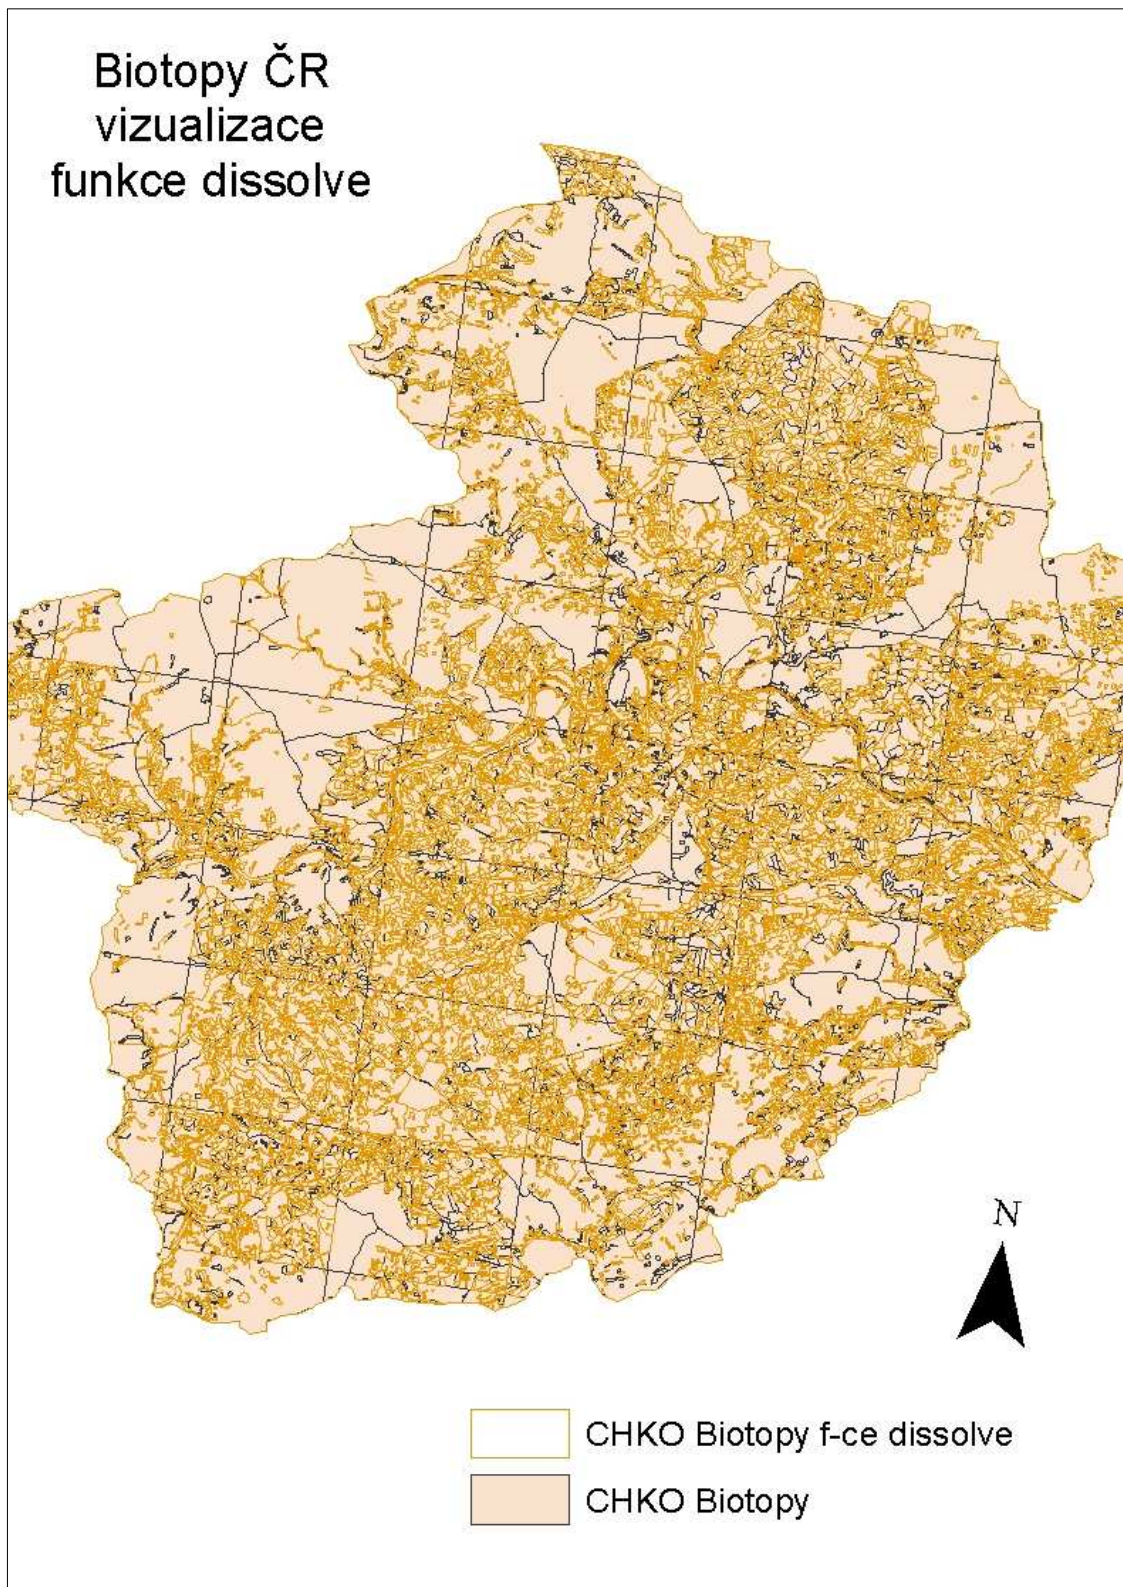 Biotopy ČR
vizualizace
funkce dissolve
N
CHKO Biotopy f-ce dissolve
CHKO Biotopy